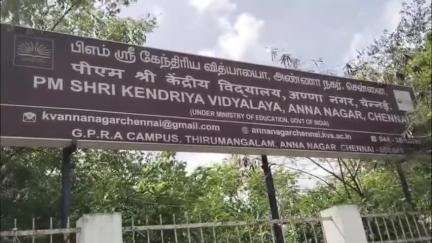 பிஎம் ஸ்ரீ கேந்திரிய வித்யாலயா, அண்ணா நகர், சென்னை
पीएम श्री केंद्रीय विद्यालय, अण्णा नगर, चेन्नई
PM SHRI KENDRIYA VIDYALAYA, ANNA NAGAR, CHENNAI
(UNDER MINISTRY OF EDUCATION, GOVT OF INDIA)
kvannanagarchennai@gmail.com annanagarchennai.kvs.ac.in 044-
G.P.R.A CAMPUS, THIRUMANGALAM, ANNA NAGAR, CHENNAI